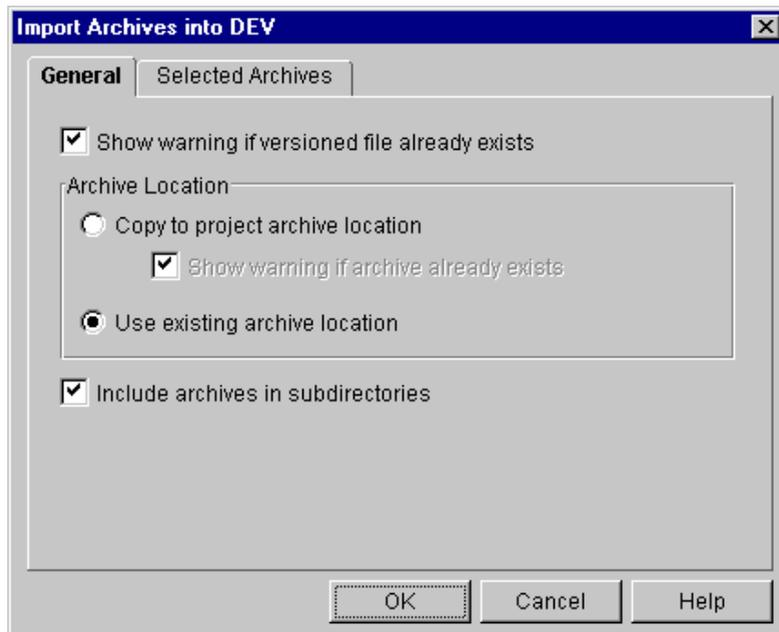 Import Archives into DEV
General
Selected Archives
Show warning if versioned file already exists
Archive Location
Copy to project archive location
Show warning if archive already exists
Use existing archive location
Include archives in subdirectories
OK
Cancel
Help